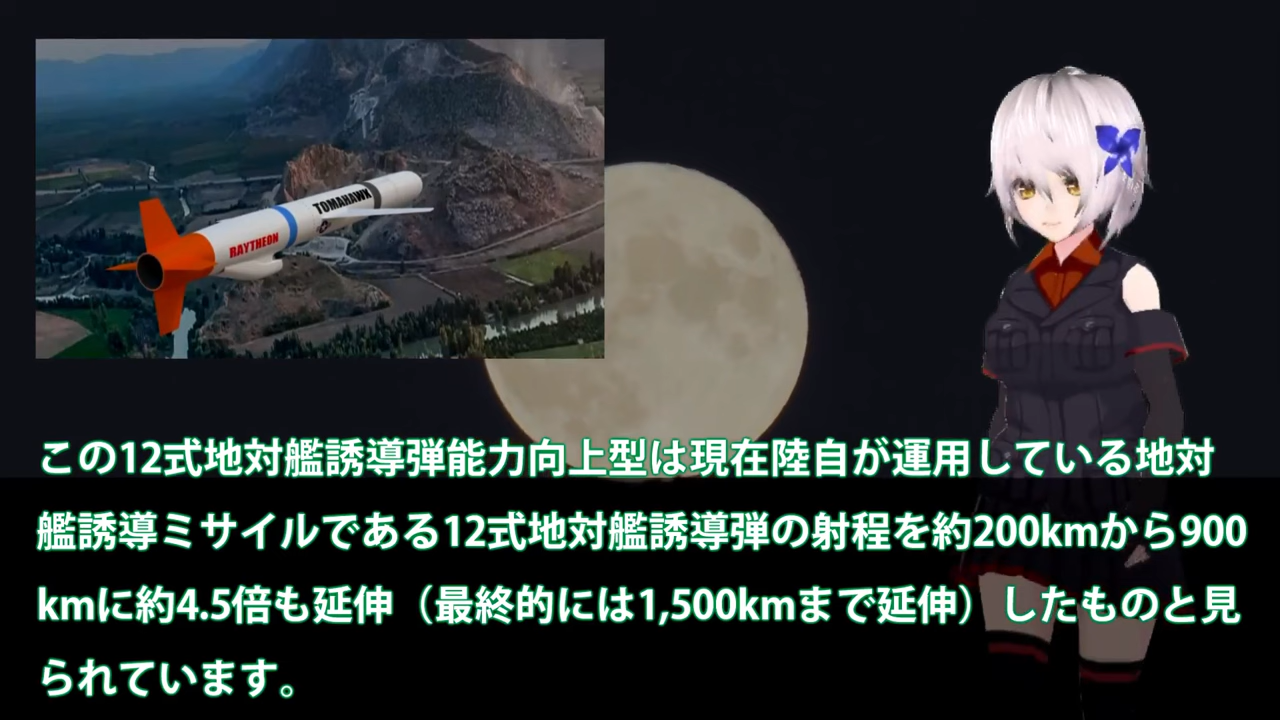 TOMAHAWK
RAYTHEON
この12式地対艦誘導弾能力向上型は現在陸自が運用している地対
艦誘導ミサイルである12式地対艦誘導弾の射程を約200kmから900
kmに約4.5倍も延伸（最終的には1,500kmまで延伸）したものと見
られています。